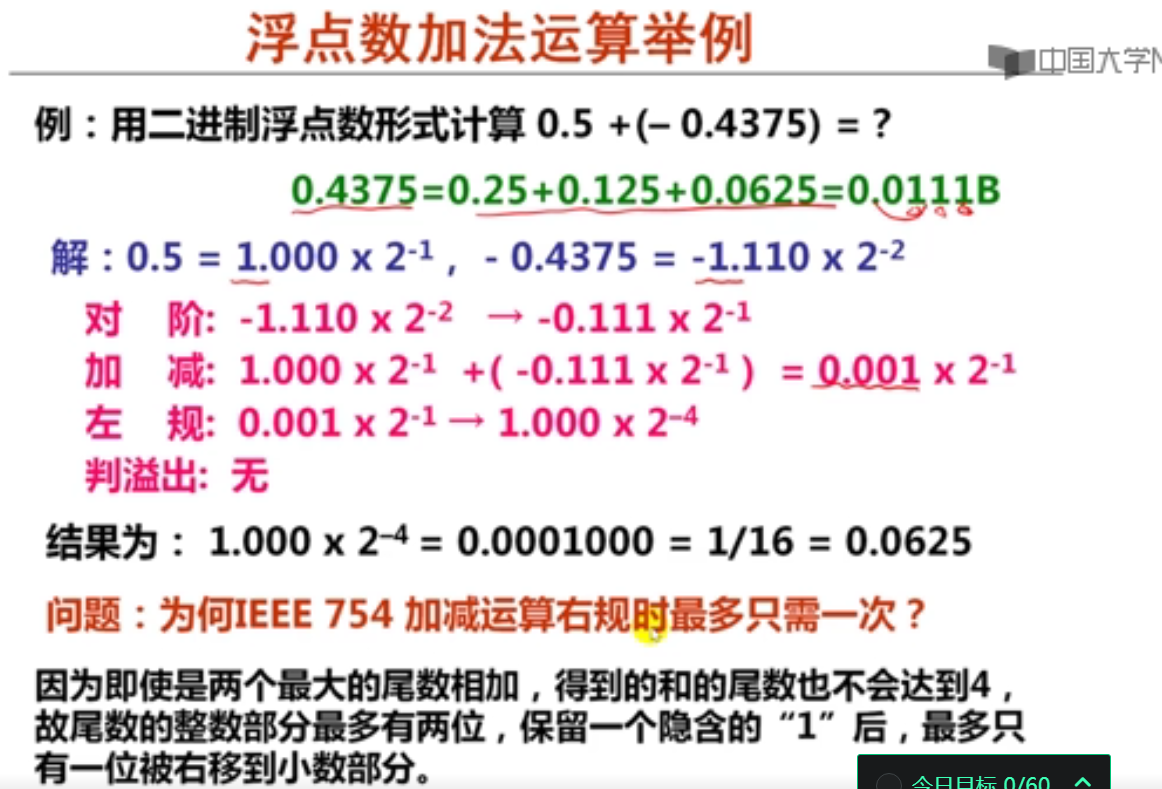 浮点数加法运算举例
中国大学
例：用二进制浮点数形式计算 0.5 +(– 0.4375) = ?
0.4375=0.25+0.125+0.0625=0.0111B
解：0.5 = 1.000 x 2⁻¹ , - 0.4375 = -1.110 x 2⁻²
对 阶: -1.110 x 2⁻² → -0.111 x 2⁻¹
加 减: 1.000 x 2⁻¹ +( -0.111 x 2⁻¹ ) = 0.001 x 2⁻¹
左 规: 0.001 x 2⁻¹ → 1.000 x 2⁻⁴
判溢出: 无
结果为： 1.000 x 2⁻⁴ = 0.0001000 = 1/16 = 0.0625
问题：为何IEEE 754 加减运算右规时最多只需一次？
因为即使是两个最大的尾数相加，得到的和的尾数也不会达到4，
故尾数的整数部分最多有两位，保留一个隐含的“1”后，最多只
有一位被右移到小数部分。
今日目标 0/60